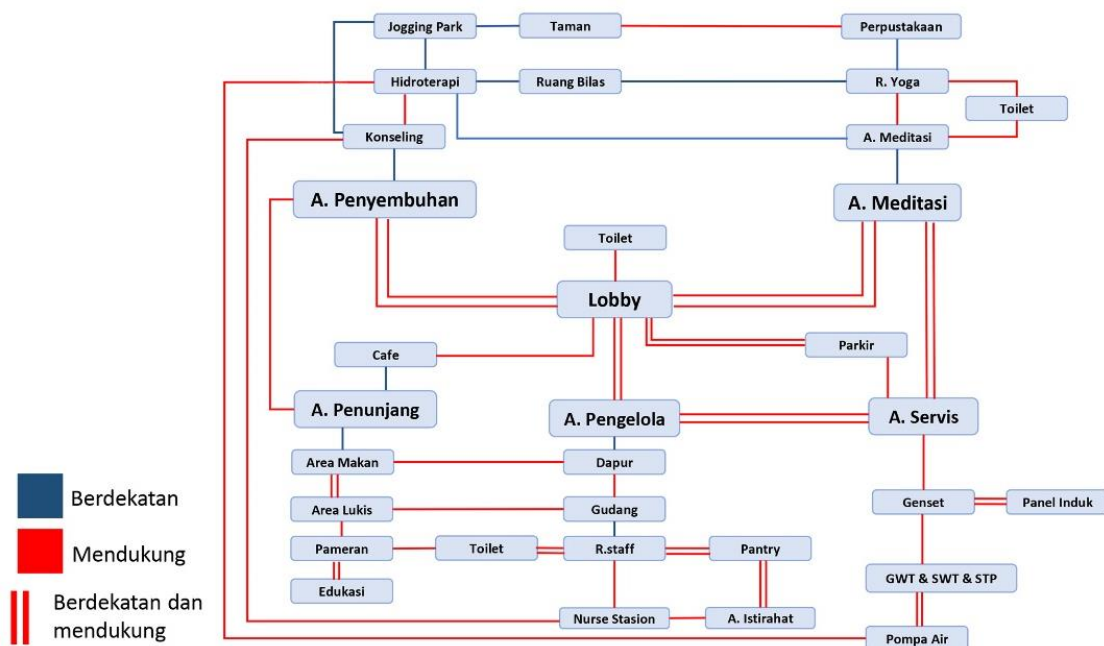 Jogging Park
Taman
Perpustakaan
Hidroterapi
Ruang Bilas
R. Yoga
Toilet
Konseling
A. Meditasi
A. Penyembuhan
A. Meditasi
Toilet
Lobby
Cafe
Parkir
A. Penunjang
A. Pengelola
A. Servis
Area Makan
Dapur
Area Lukis
Gudang
Genset
Panel Induk
Pameran
Toilet
R.staff
Pantry
Edukasi
GWT & SWT & STP
Nurse Stasion
A. Istirahat
Pompa Air
Berdekatan
Mendukung
Berdekatan dan
mendukung